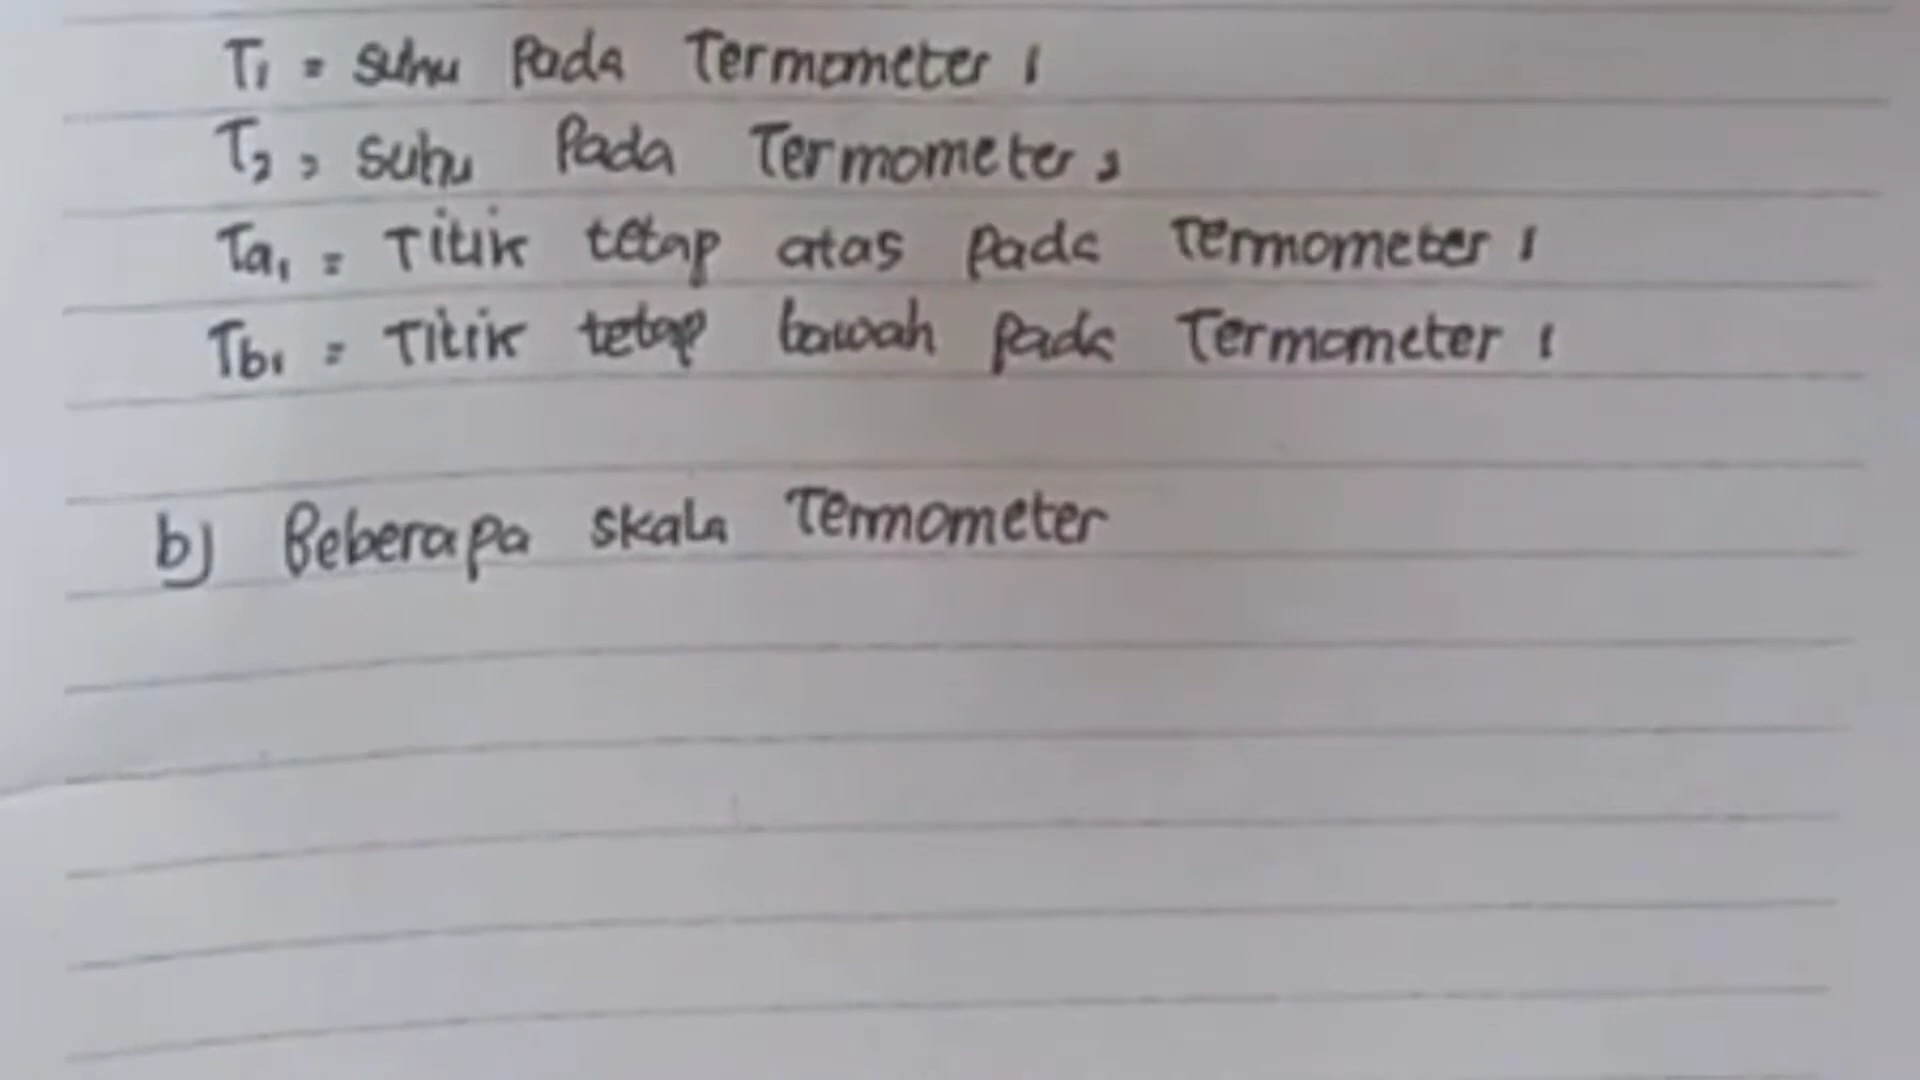 T₁ = suhu pada Termometer 1
T₂ = suhu Pada Termometer 2
Ta₁ = Titik tetap atas pada Termometer 1
Tb₁ = Titik tetap bawah pada Termometer 1
b) Beberapa skala Termometer